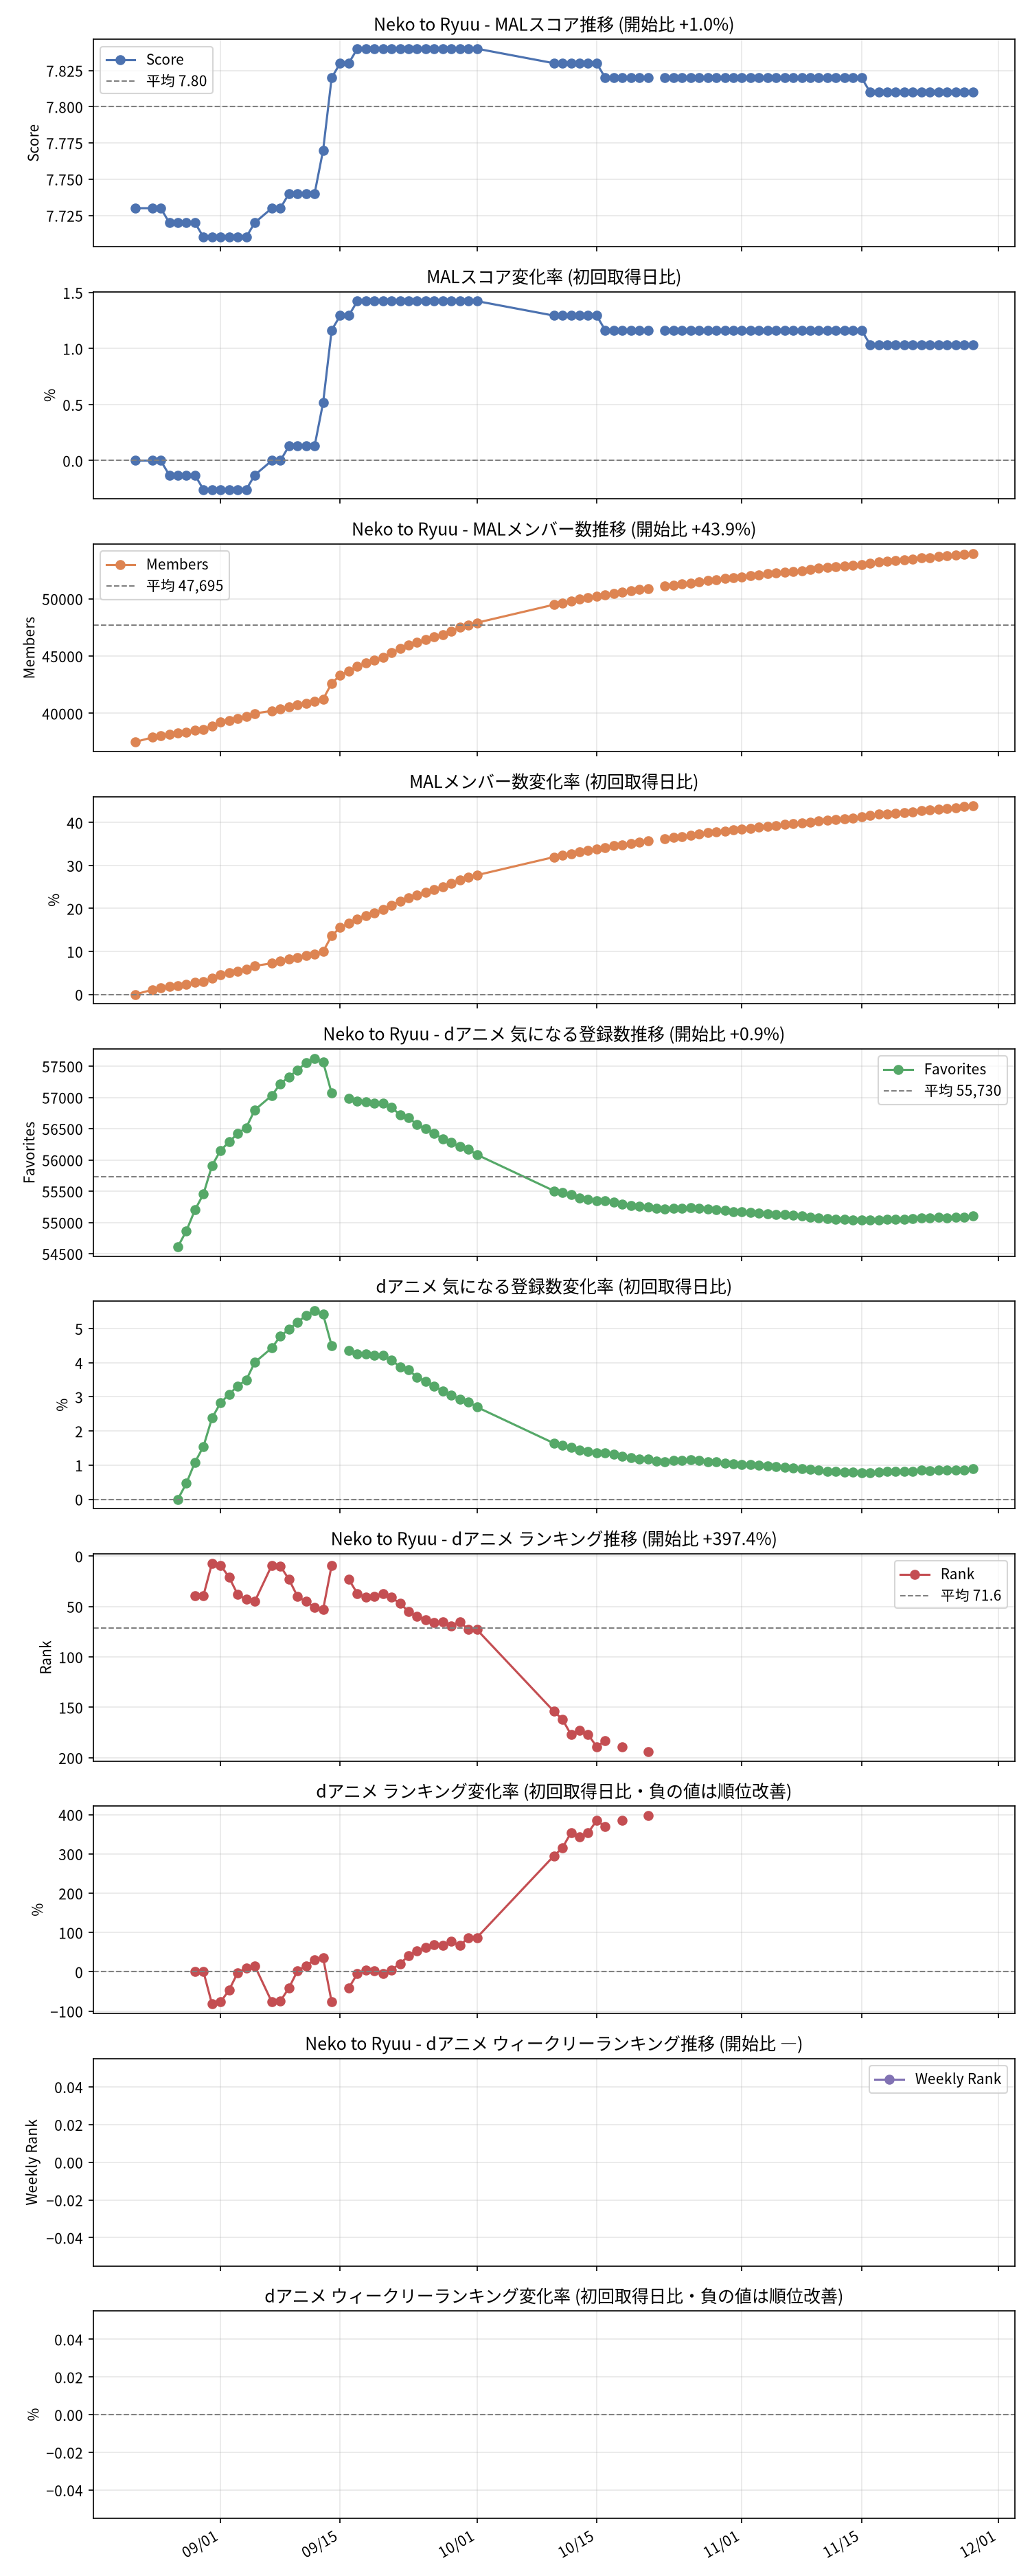 Neko to Ryuu - MALスコア推移 (開始比 +1.0%)
Score
平均 7.80
7.825
7.800
7.775
7.750
7.725
Score
MALスコア変化率 (初回取得日比)
1.5
1.0
0.5
0.0
%
Neko to Ryuu - MALメンバー数推移 (開始比 +43.9%)
Members
平均 47,695
50000
45000
40000
Members
MALメンバー数変化率 (初回取得日比)
40
30
20
10
0
%
Neko to Ryuu - dアニメ 気になる登録数推移 (開始比 +0.9%)
Favorites
平均 55,730
57500
57000
56500
56000
55500
55000
54500
Favorites
dアニメ 気になる登録数変化率 (初回取得日比)
5
4
3
2
1
0
%
Neko to Ryuu - dアニメ ランキング推移 (開始比 +397.4%)
Rank
平均 71.6
0
50
100
150
200
Rank
dアニメ ランキング変化率 (初回取得日比・負の値は順位改善)
400
300
200
100
0
−100
%
Neko to Ryuu - dアニメ ウィークリーランキング推移 (開始比 —)
Weekly Rank
0.04
0.02
0.00
−0.02
−0.04
Weekly Rank
dアニメ ウィークリーランキング変化率 (初回取得日比・負の値は順位改善)
0.04
0.02
0.00
−0.02
−0.04
%
09/01
09/15
10/01
10/15
11/01
11/15
12/01